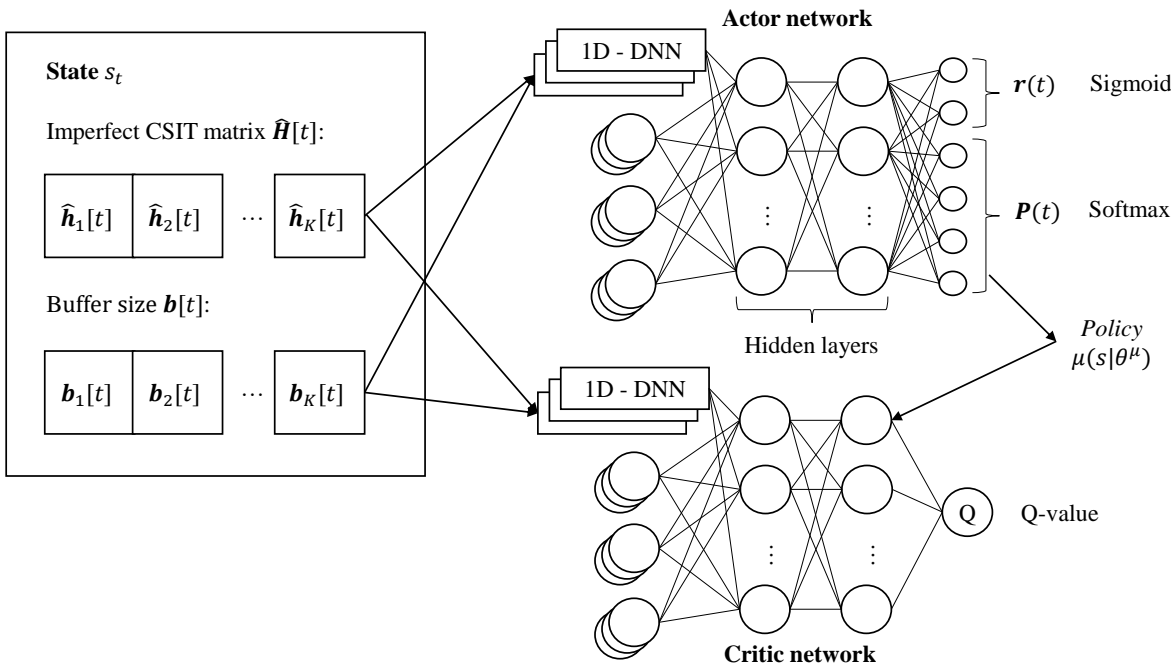 Actor network
State s_t
Imperfect CSIT matrix Ĥ[t]:
ĥ_1[t] ĥ_2[t] ⋯ ĥ_K[t]
Buffer size b[t]:
b_1[t] b_2[t] ⋯ b_K[t]
1D - DNN
⋮ ⋮
Hidden layers
r(t) Sigmoid
P(t) Softmax
Policy
μ(s|θ^μ)
1D - DNN
⋮ ⋮
Q Q-value
Critic network